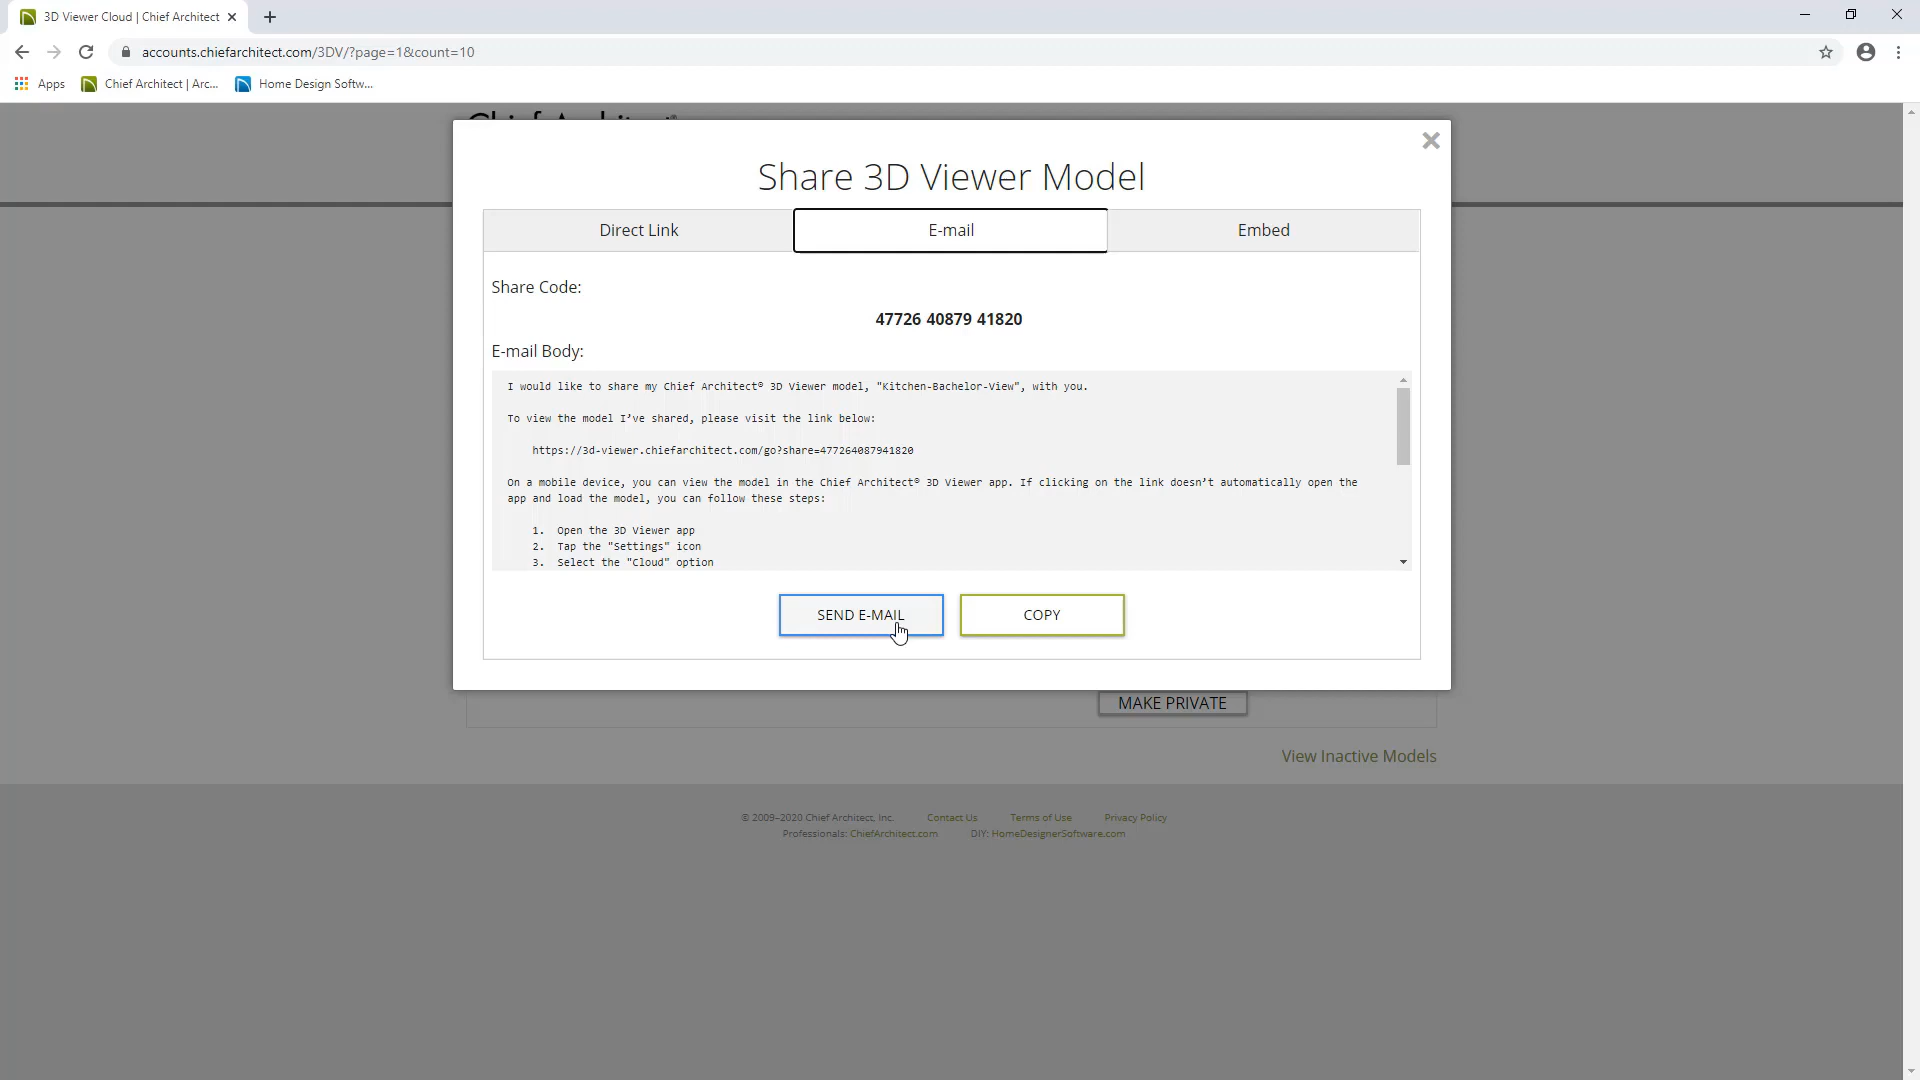 3D Viewer Cloud | Chief Architect
accounts.chiefarchitect.com/3DV/?page=1&count=10
Apps
Chief Architect | Arc...
Home Design Softw...
Share 3D Viewer Model
Direct Link
E-mail
Embed
Share Code:
47726 40879 41820
E-mail Body:
I would like to share my Chief Architect® 3D Viewer model, "Kitchen-Bachelor-View", with you.
To view the model I’ve shared, please visit the link below:
https://3d-viewer.chiefarchitect.com/go?share=477264087941820
On a mobile device, you can view the model in the Chief Architect® 3D Viewer app. If clicking on the link doesn’t automatically open the
app and load the model, you can follow these steps:
1. Open the 3D Viewer app
2. Tap the "Settings" icon
3. Select the "Cloud" option
SEND E-MAIL
COPY
MAKE PRIVATE
View Inactive Models
© 2009–2020 Chief Architect, Inc. Contact Us Terms of Use Privacy Policy
Professionals: ChiefArchitect.com DIY: HomeDesignerSoftware.com